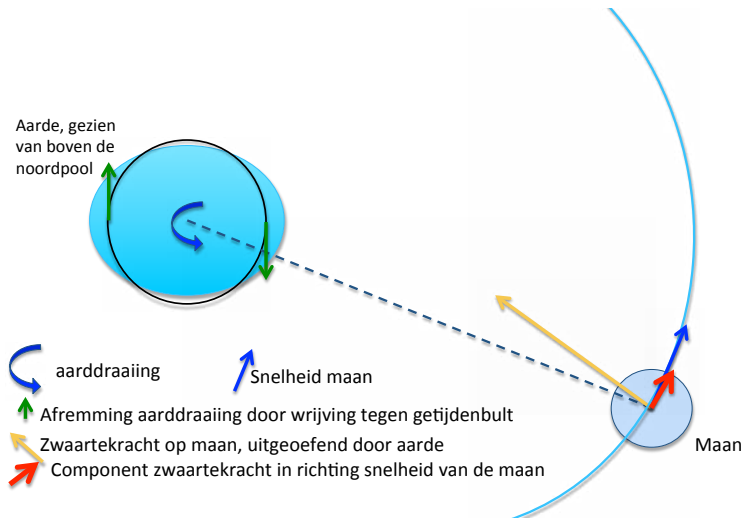 Aarde, gezien
van boven de
noordpool
aarddraaiing
Snelheid maan
Afremming aarddraaiing door wrijving tegen getijdenbult
Zwaartekracht op maan, uitgeoefend door aarde
Maan
Component zwaartekracht in richting snelheid van de maan